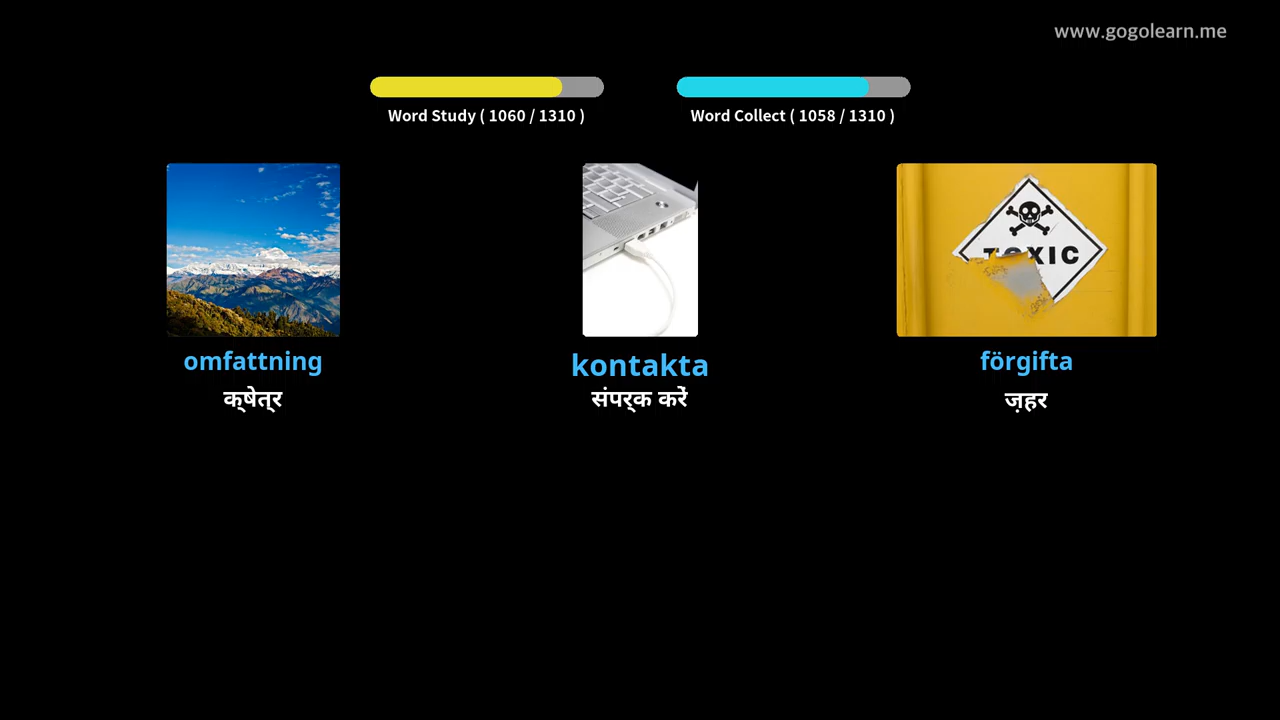 www.gogolearn.me
Word Study ( 1060 / 1310 )
Word Collect ( 1058 / 1310 )
TOXIC
omfattning
kontakta
förgifta
क्षेत्र
संपर्क करें
ज़हर